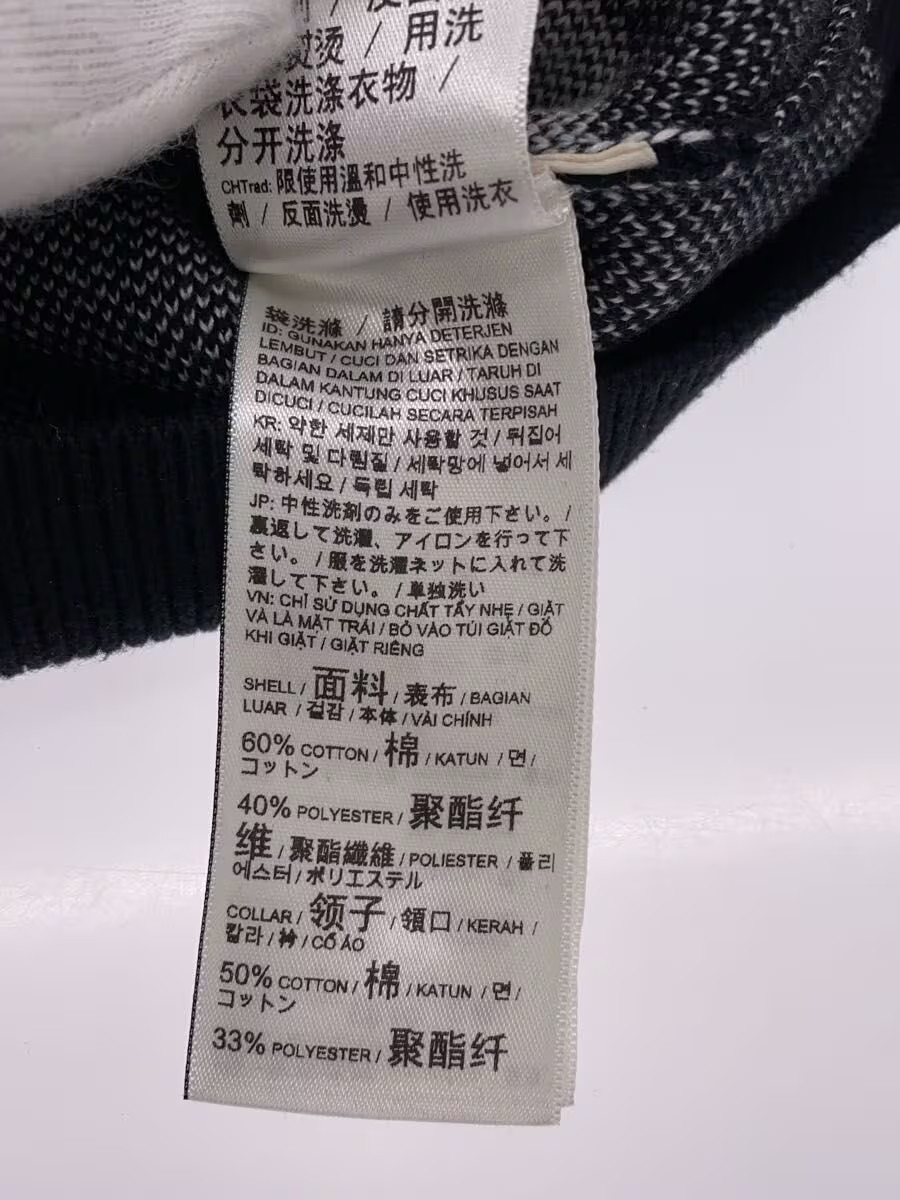 熨烫 / 用洗
衣袋洗涤衣物 /
分开洗涤
CHTrad: 限使用溫和中性洗
劑 / 反面洗燙 / 使用洗衣
袋洗滌 / 請分開洗滌
ID: GUNAKAN HANYA DETERJEN
LEMBUT / CUCI DAN SETRIKA DENGAN
BAGIAN DALAM DI LUAR / TARUH DI
DALAM KANTUNG CUCI KHUSUS SAAT
DICUCI / CUCILAH SECARA TERPISAH
KR: 약한 세제만 사용할 것 / 뒤집어
세탁 및 다림질 / 세탁망에 넣어서 세
탁하세요 / 독립 세탁
JP: 中性洗剤のみをご使用下さい。 /
裏返して洗濯、アイロンを行って下
さい。 / 服を洗濯ネットに入れて洗
濯して下さい。 / 単独洗い
VN: CHỈ SỬ DỤNG CHẤT TẨY NHẸ / GIẶT
VÀ LÀ MẶT TRÁI / BỎ VÀO TÚI GIẶT ĐỒ
KHI GIẶT / GIẶT RIÊNG
SHELL / 面料 / 表布 / BAGIAN
LUAR / 겉감 / 本体 / VẢI CHÍNH
60% COTTON / 棉 / KATUN / 면 /
コットン
40% POLYESTER / 聚酯纤
维 / 聚酯纖維 / POLIESTER / 폴리
에스터 / ポリエステル
COLLAR / 领子 / 領口 / KERAH /
칼라 / 衿 / CỔ ÁO
50% COTTON / 棉 / KATUN / 면 /
コットン
33% POLYESTER / 聚酯纤